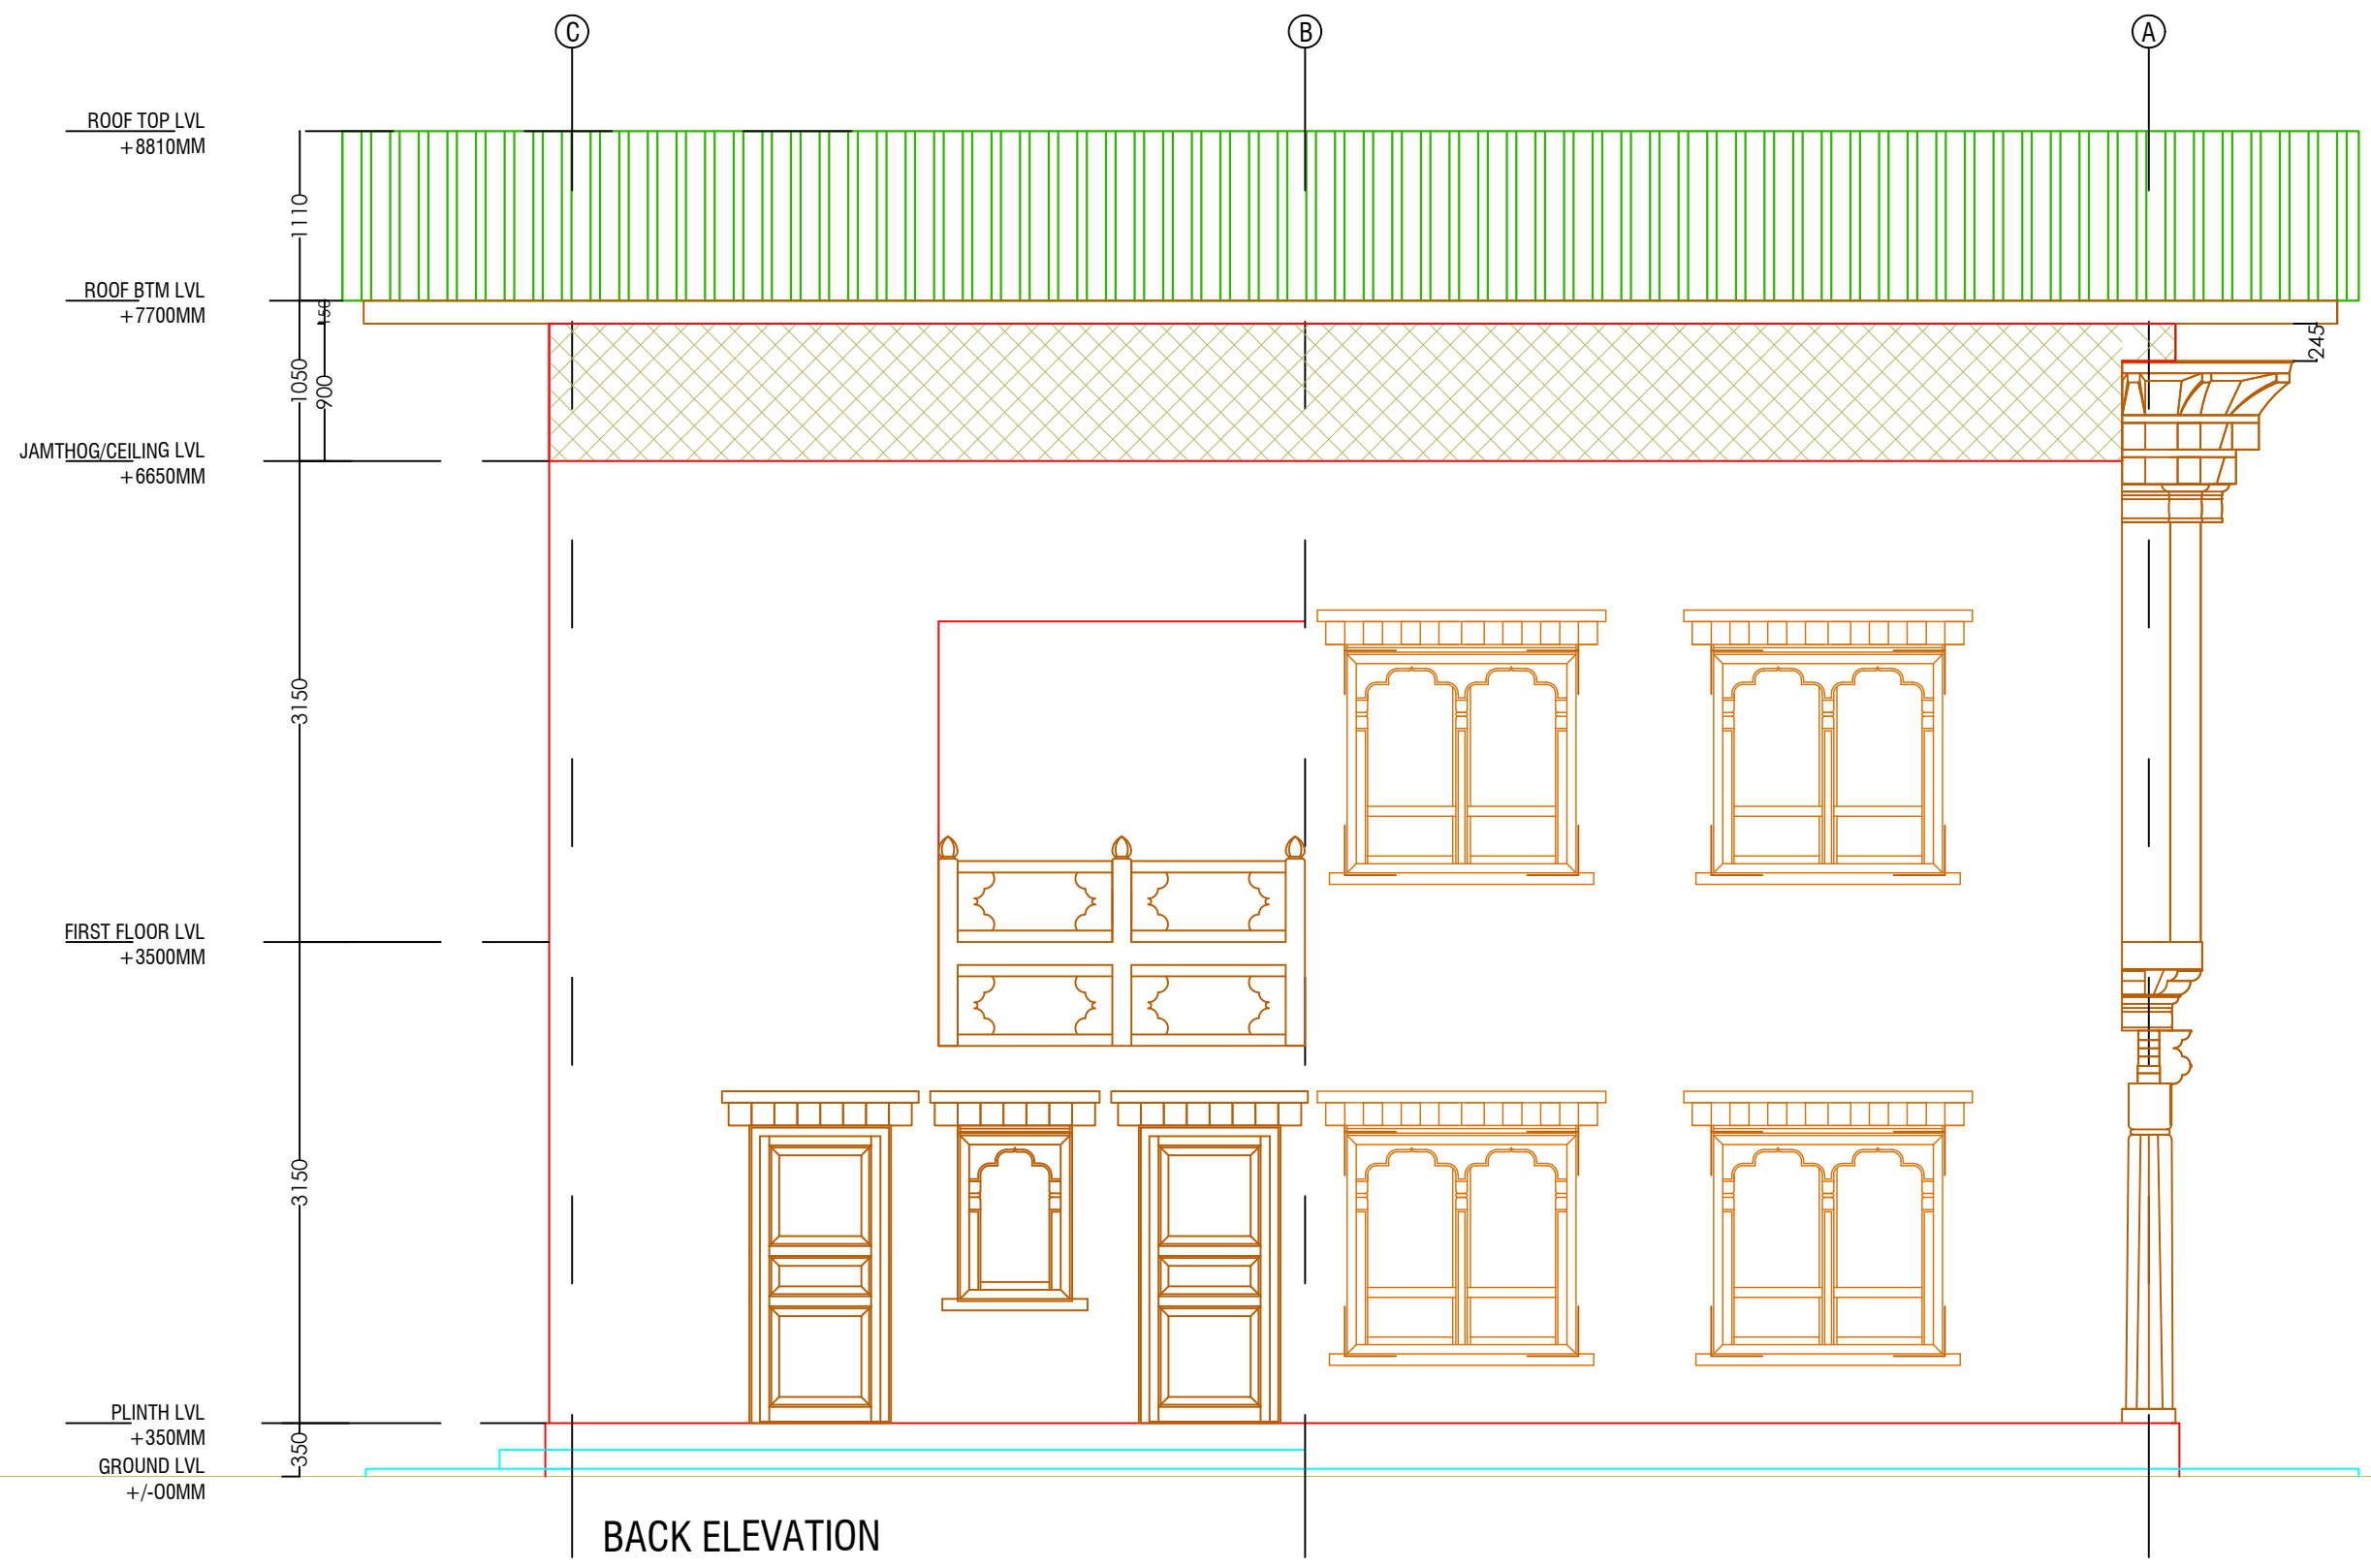 C
B
A
ROOF TOP LVL
+8810MM
1110
ROOF BTM LVL
+7700MM
150
245
1050
900
JAMTHOG/CEILING LVL
+6650MM
3150
FIRST FLOOR LVL
+3500MM
3150
PLINTH LVL
+350MM
350
GROUND LVL
+/-00MM
BACK ELEVATION